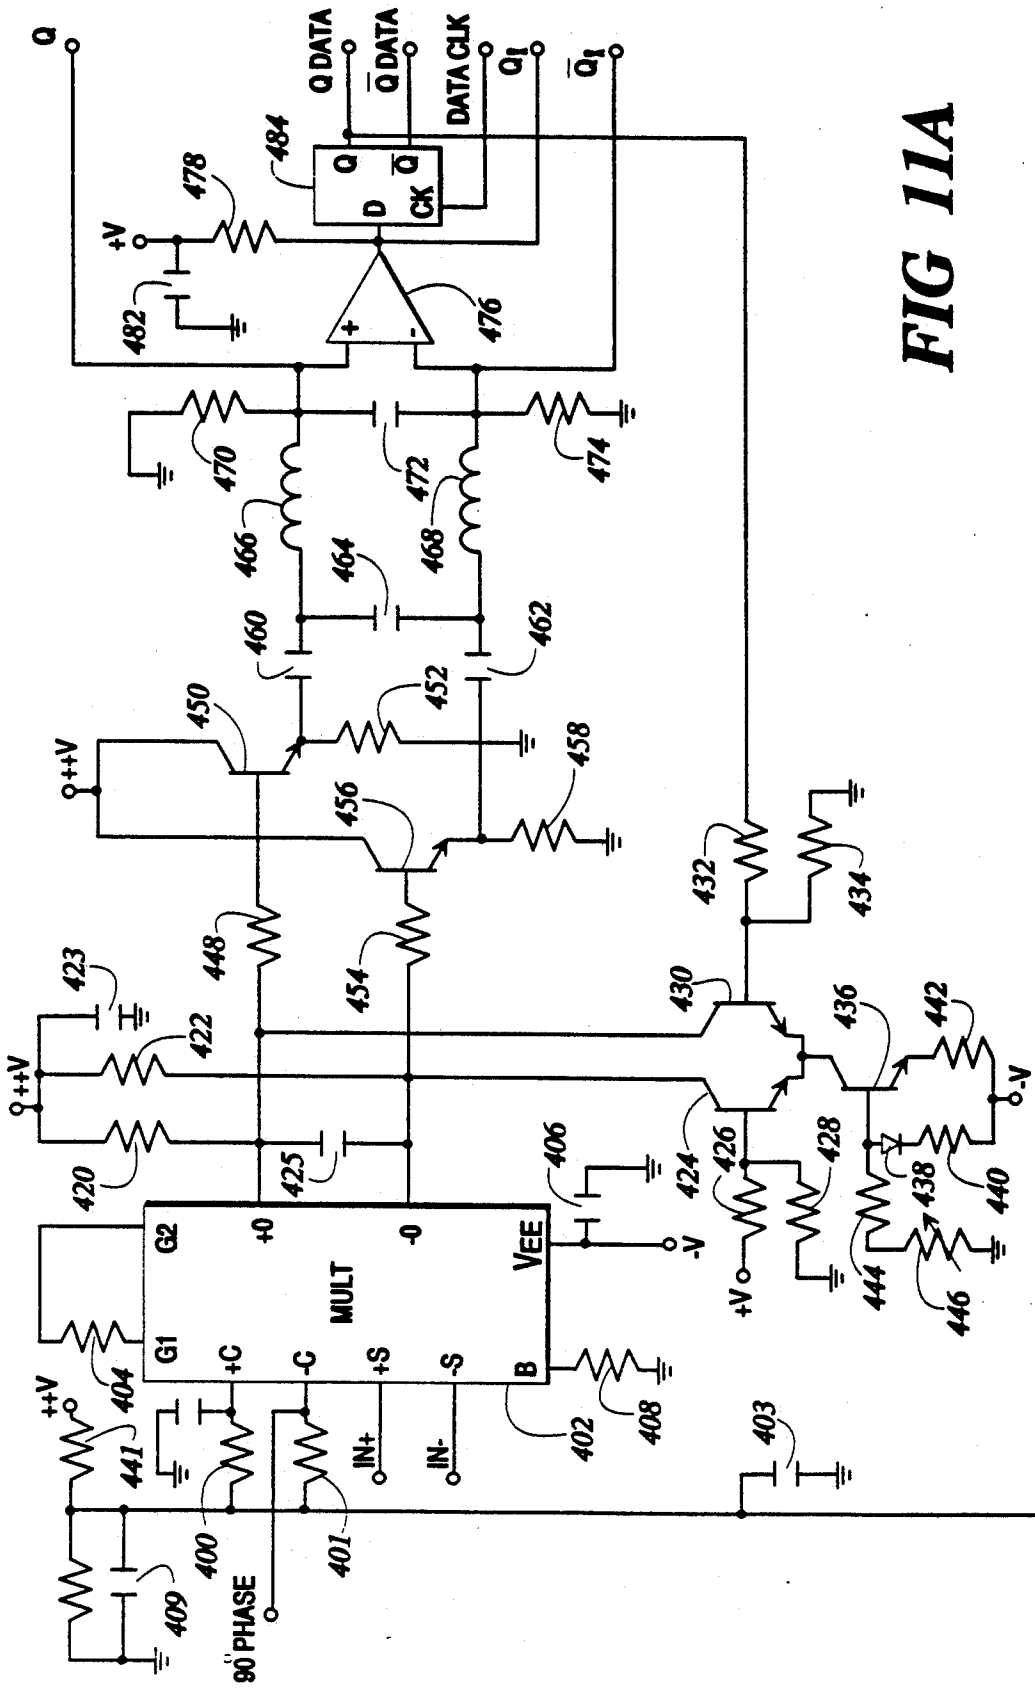 Q
Q DATA
Q̅ DATA
DATA CLK
Q1
Q̅1
484
Q
Q̅
D
CK
478
+V
482
+
-
476
470
472
474
466
468
464
460
462
450
452
++V
456
458
448
454
432
434
++V
423
422
420
425
430
436
442
-V
424
426
428
+V
438
440
444
446
406
-V
G2
G1
+0
-0
MULT
VEE
+C
-C
+S
-S
B
404
402
408
++V
441
400
401
IN+
IN-
403
409
90° PHASE
FIG 11A